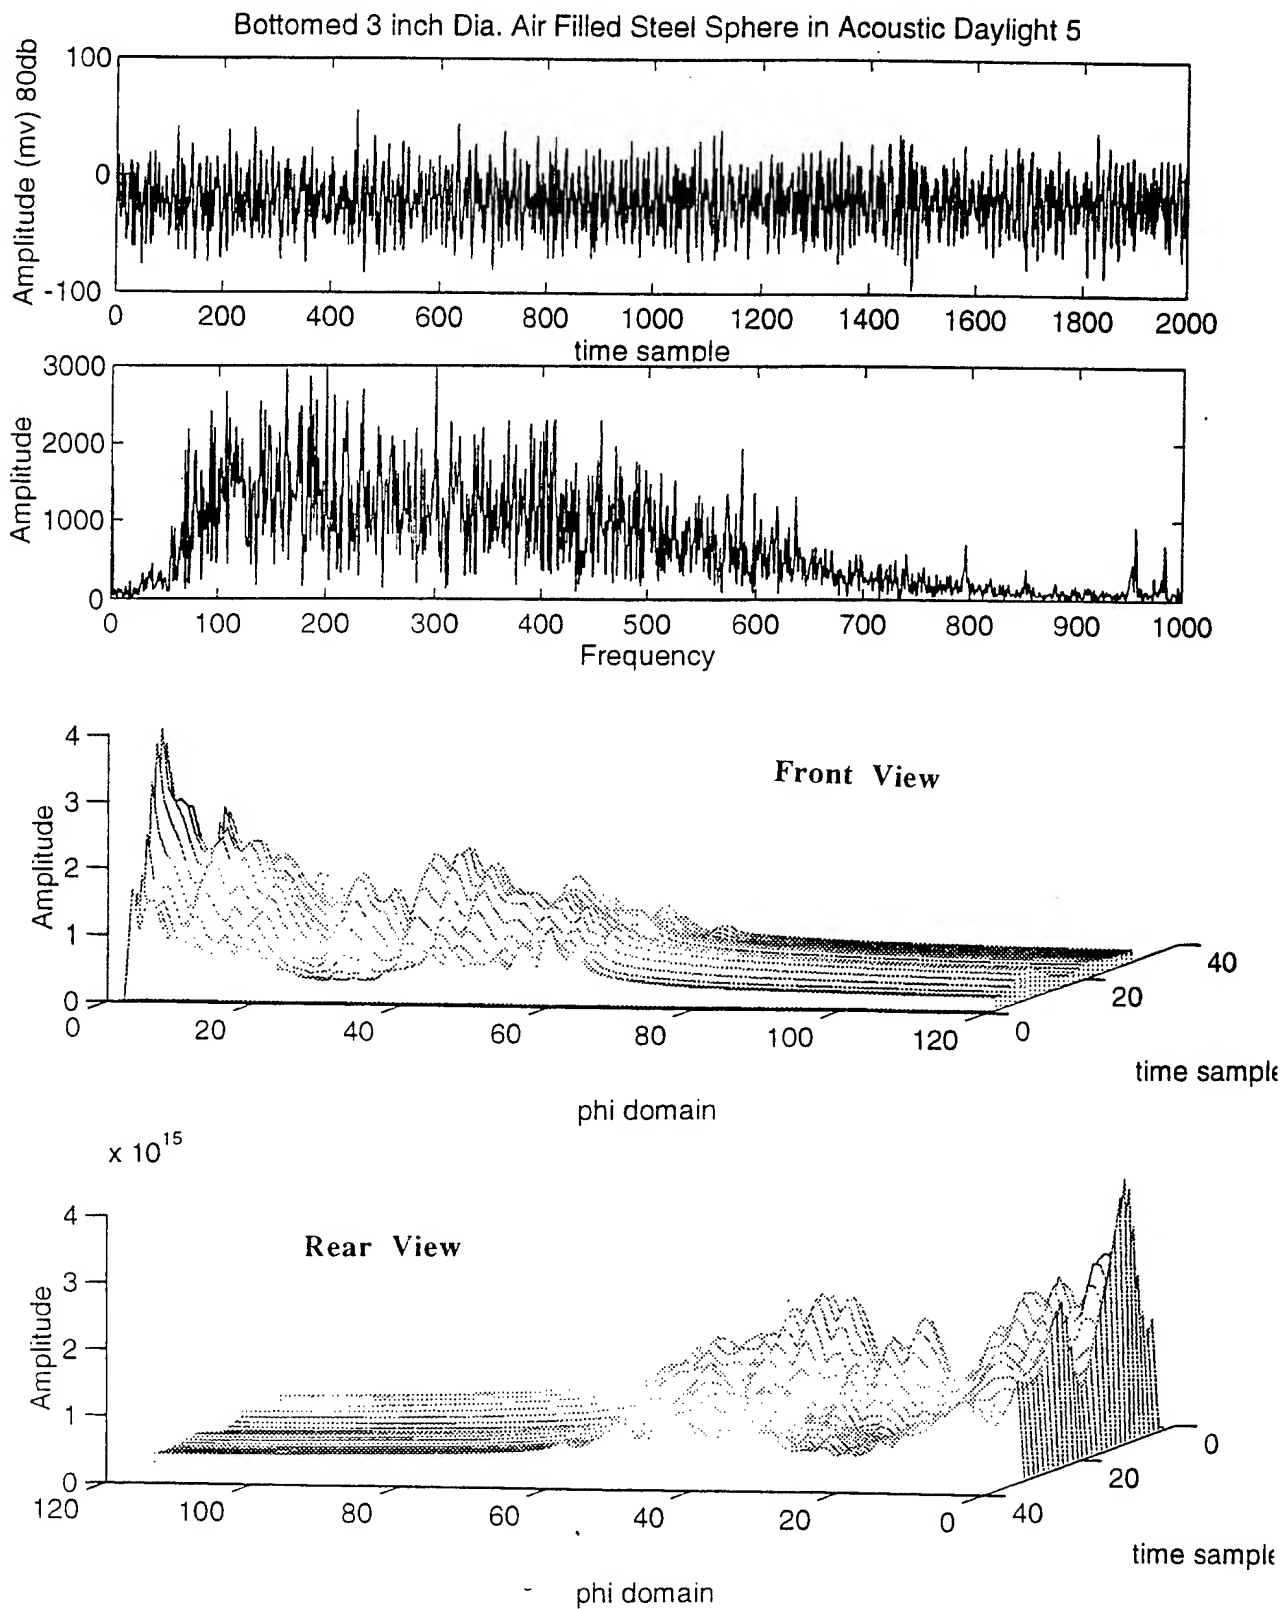 Bottomed 3 inch Dia. Air Filled Steel Sphere in Acoustic Daylight 5
Amplitude (mv) 80db
100
0
-100
0 200 400 600 800 1000 1200 1400 1600 1800 2000
time sample
Amplitude
3000
2000
1000
0
0 100 200 300 400 500 600 700 800 900 1000
Frequency
Front View
Amplitude
4
3
2
1
0
0 20 40 60 80 100 120
0 20 40
time sample
phi domain
x 10^15
Rear View
Amplitude
4
3
2
1
0
120 100 80 60 40 20 0
40 20 0
time sample
phi domain